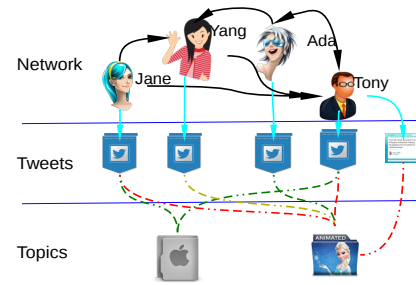 Network
Yang
Ada
Jane
Tony
Tweets
Topics
ANIMATED